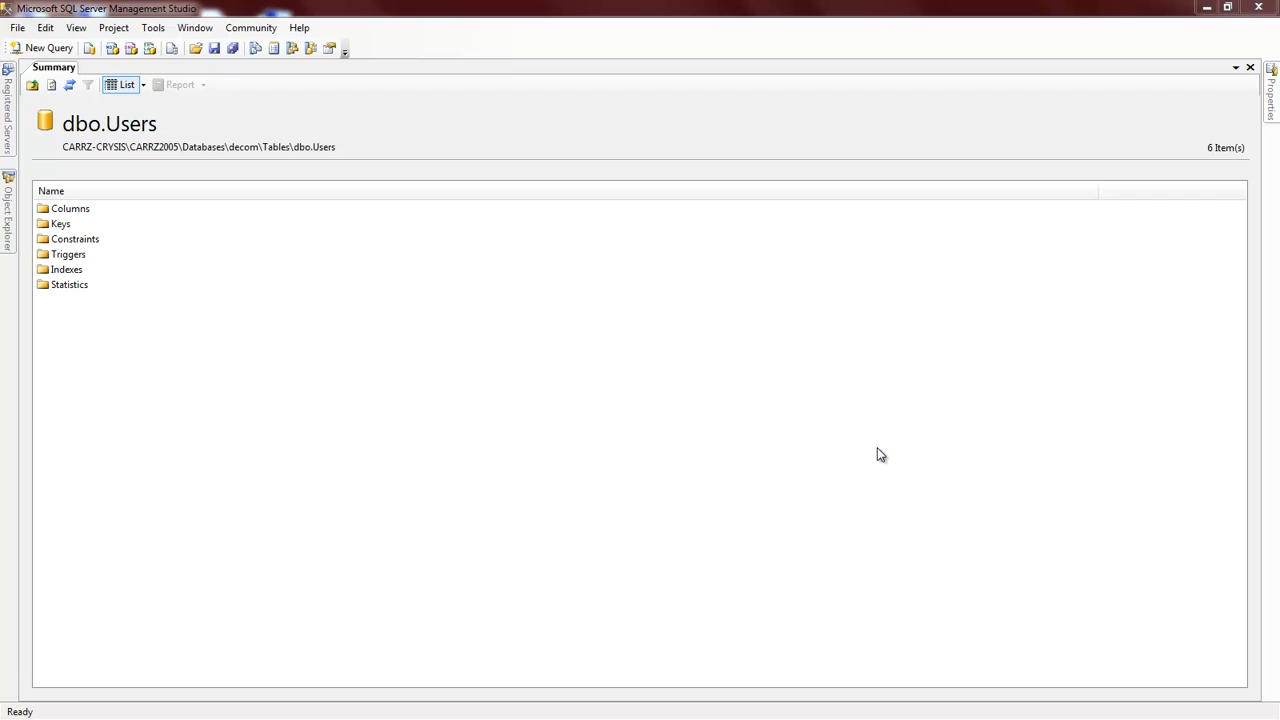 Microsoft SQL Server Management Studio
File Edit View Project Tools Window Community Help
New Query
Summary
List Report
dbo.Users
CARRZ-CRYSIS\CARRZ2005\Databases\decom\Tables\dbo.Users
6 Item(s)
Name
Columns
Keys
Constraints
Triggers
Indexes
Statistics
Registered Servers
Object Explorer
Properties
Ready